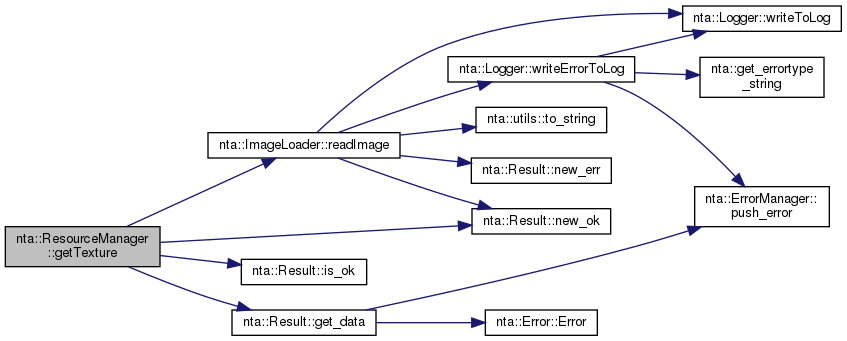 nta::Logger::writeToLog
nta::Logger::writeErrorToLog
nta::get_errortype
_string
nta::utils::to_string
nta::ImageLoader::readImage
nta::Result::new_err
nta::ErrorManager::
push_error
nta::Result::new_ok
nta::ResourceManager
::getTexture
nta::Result::is_ok
nta::Result::get_data
nta::Error::Error